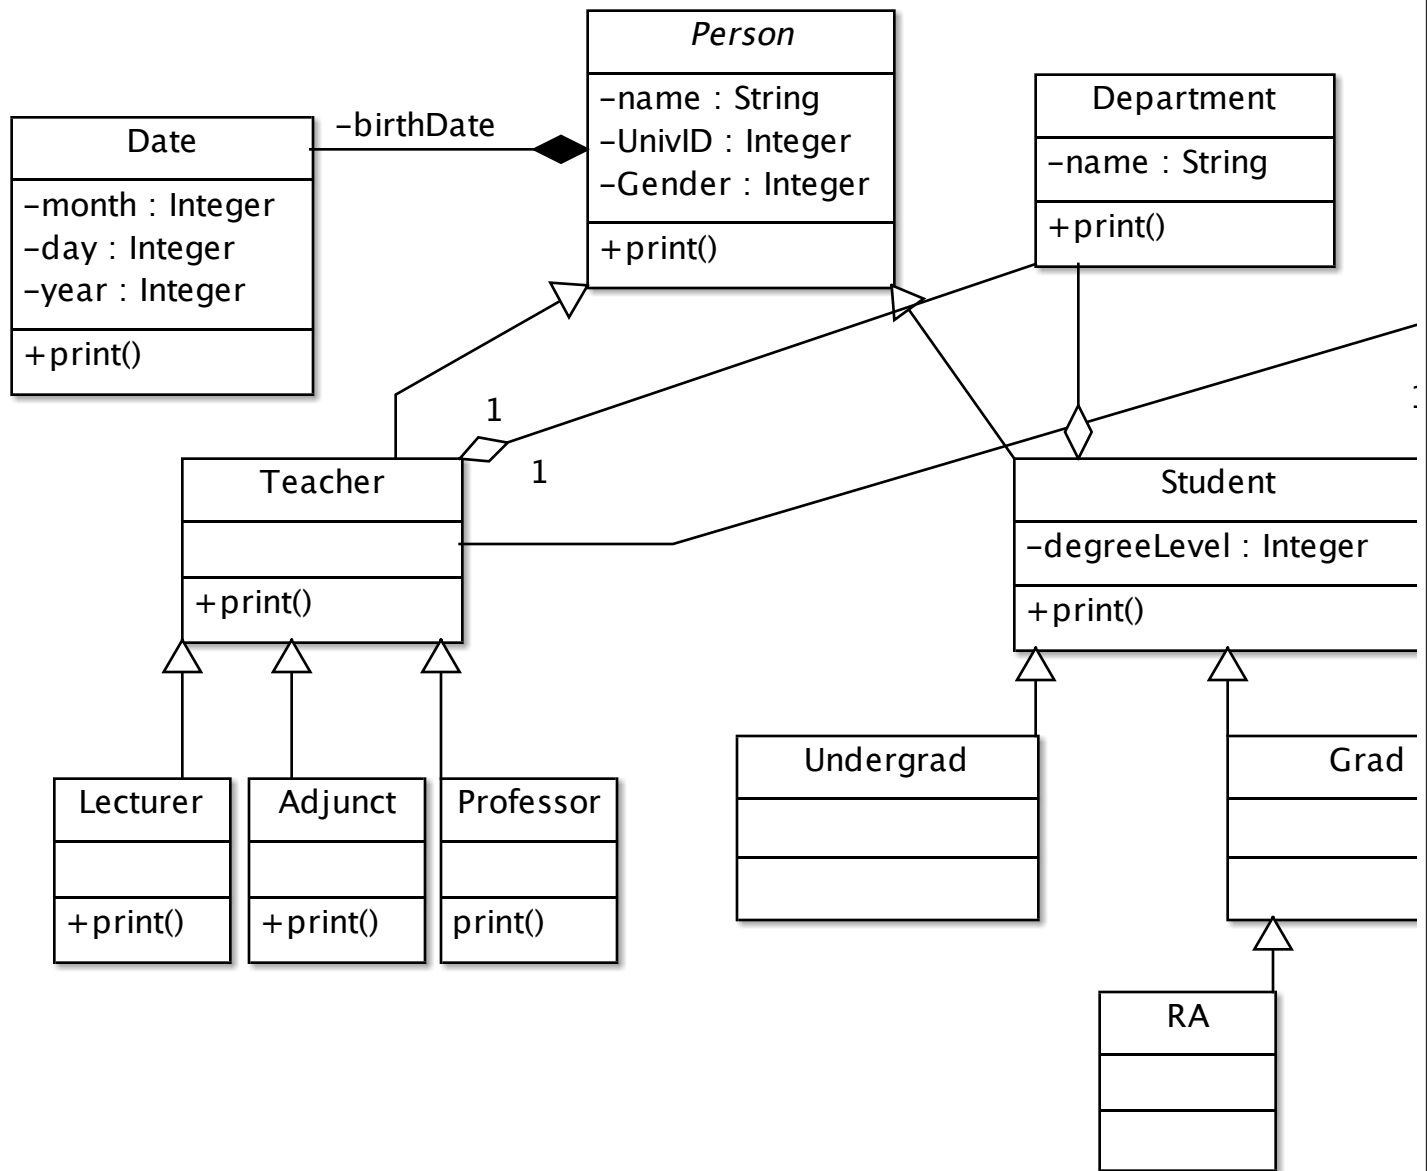 Person
-name : String
-UnivID : Integer
-Gender : Integer
+print()
Department
-name : String
+print()
-birthDate
Date
-month : Integer
-day : Integer
-year : Integer
+print()
1
1
Teacher
+print()
Student
-degreeLevel : Integer
+print()
Lecturer
+print()
Adjunct
+print()
Professor
print()
Undergrad
Grad
RA